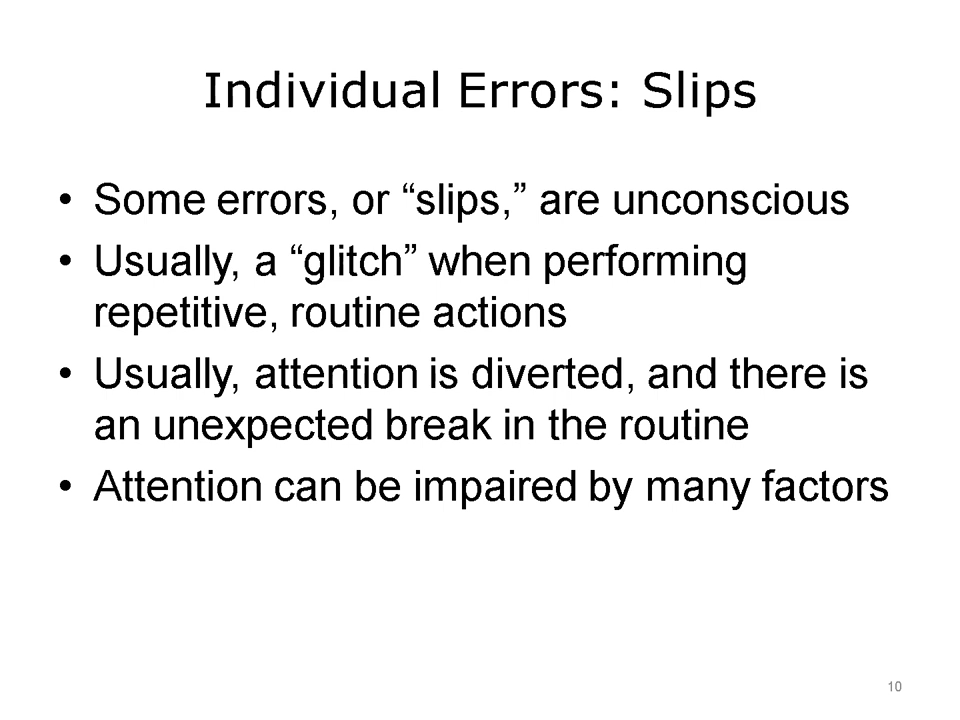 Individual Errors: Slips
• Some errors, or “slips,” are unconscious
• Usually, a “glitch” when performing
repetitive, routine actions
• Usually, attention is diverted, and there is
an unexpected break in the routine
• Attention can be impaired by many factors
10